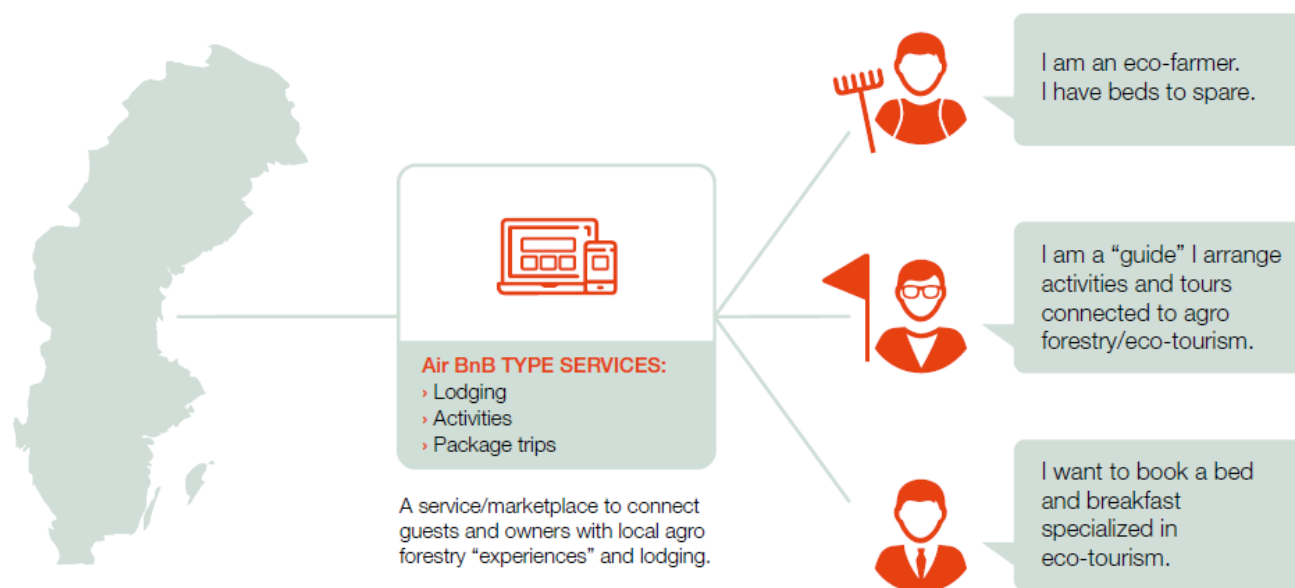 Air BnB TYPE SERVICES:
› Lodging
› Activities
› Package trips
A service/marketplace to connect
guests and owners with local agro
forestry “experiences” and lodging.
I am an eco-farmer.
I have beds to spare.
I am a “guide” I arrange
activities and tours
connected to agro
forestry/eco-tourism.
I want to book a bed
and breakfast
specialized in
eco-tourism.